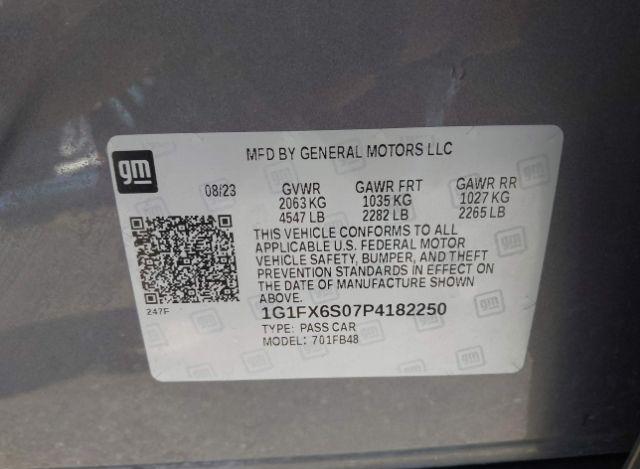 gm
MFD BY GENERAL MOTORS LLC
08/23 GVWR GAWR FRT GAWR RR
2063 KG 1035 KG 1027 KG
4547 LB 2282 LB 2265 LB
THIS VEHICLE CONFORMS TO ALL
APPLICABLE U.S. FEDERAL MOTOR
VEHICLE SAFETY, BUMPER, AND THEFT
PREVENTION STANDARDS IN EFFECT ON
THE DATE OF MANUFACTURE SHOWN
ABOVE.
247F
1G1FX6S07P4182250
TYPE: PASS CAR
MODEL: 701FB48